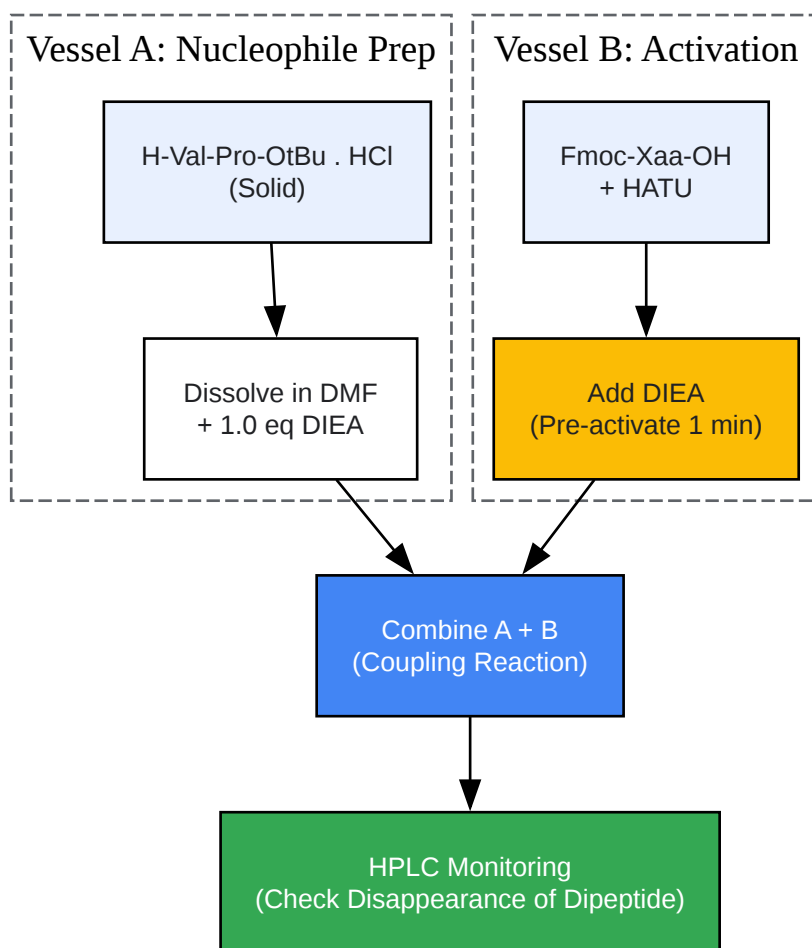 Vessel A: Nucleophile Prep
H-Val-Pro-OtBu . HCl
(Solid)
Dissolve in DMF
+ 1.0 eq DIEA
Vessel B: Activation
Fmoc-Xaa-OH
+ HATU
Add DIEA
(Pre-activate 1 min)
Combine A + B
(Coupling Reaction)
HPLC Monitoring
(Check Disappearance of Dipeptide)